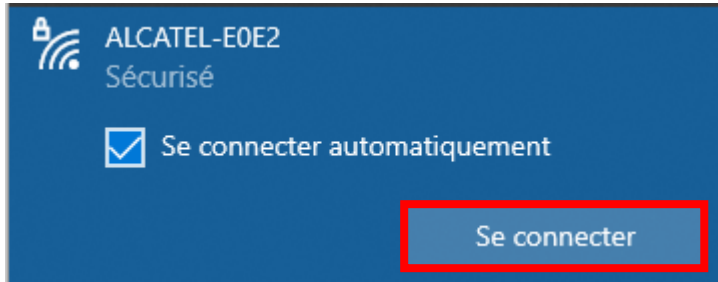 ALCATEL-E0E2
Sécurisé
Se connecter automatiquement
Se connecter